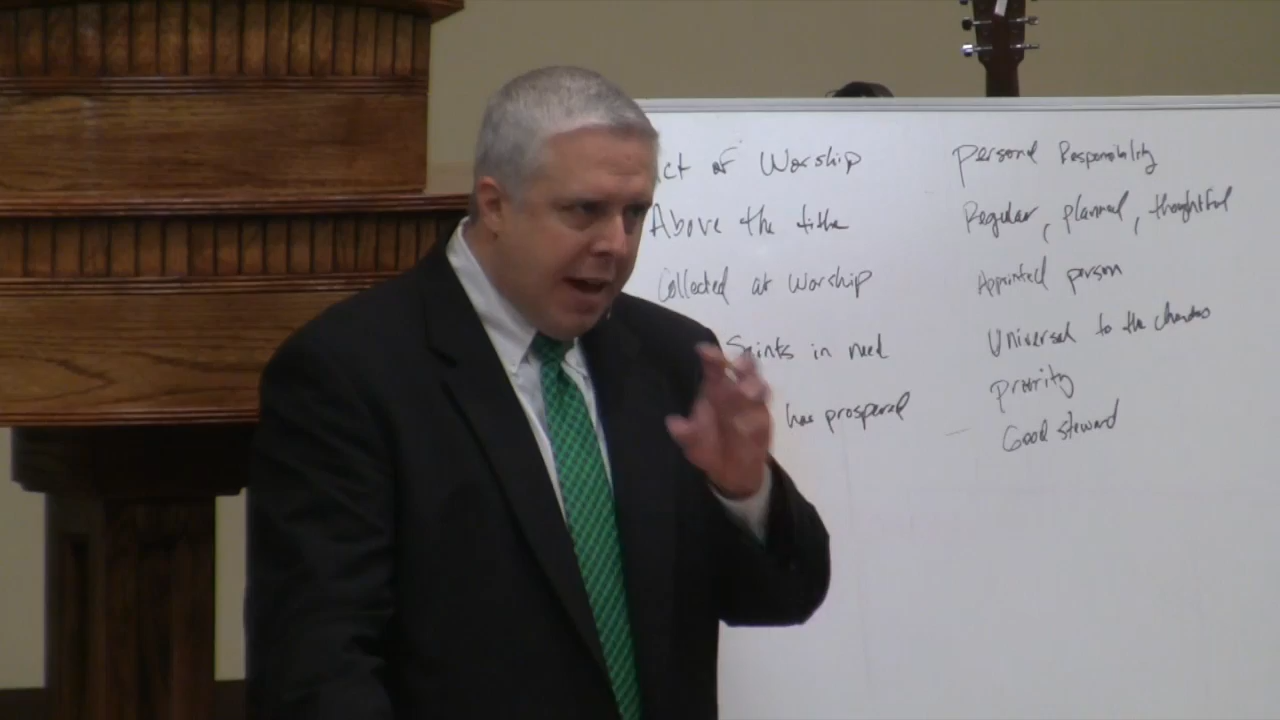 ct of Worship
Above the tithe
Collected at Worship
Saints in need
has prospered
Personal Responsibility
Regular, planned, thoughtful
Appointed person
Universal to the churches
priority
Good steward